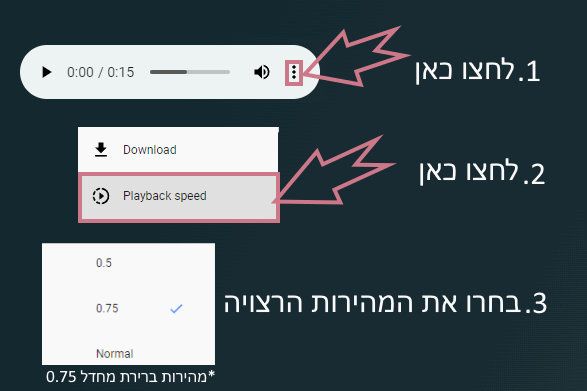 0:00 / 0:15
1. לחצו כאן
Download
Playback speed
2. לחצו כאן
0.5
0.75
Normal
3. בחרו את המהירות הרצויה
*מהירות ברירת מחדל 0.75